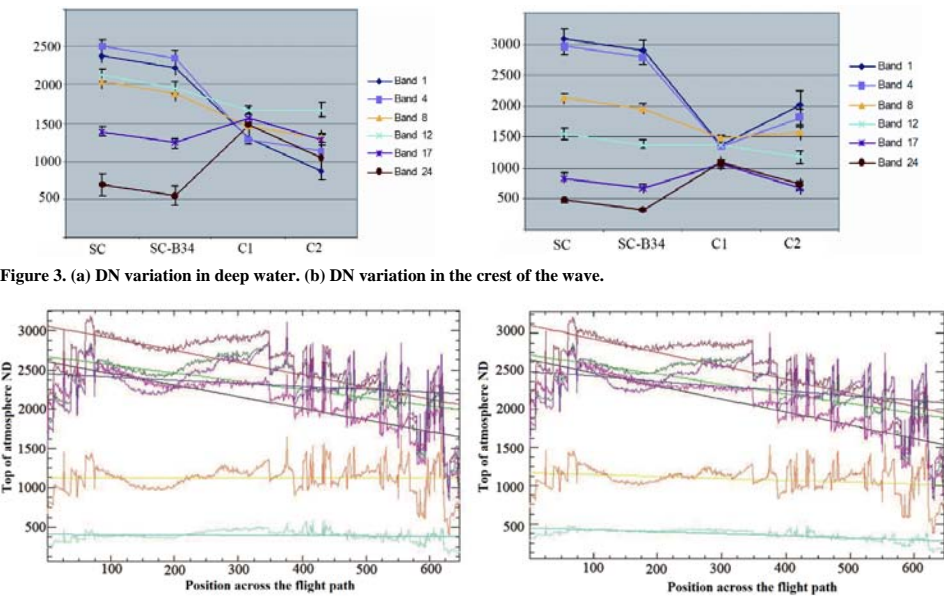 2500
2000
1500
1000
500
SC SC-B34 C1 C2
Band 1
Band 4
Band 8
Band 12
Band 17
Band 24
3000
2500
2000
1500
1000
500
SC SC-B34 C1 C2
Band 1
Band 4
Band 8
Band 12
Band 17
Band 24
Figure 3. (a) DN variation in deep water. (b) DN variation in the crest of the wave.
Top of atmosphere ND
3000
2500
2000
1500
1000
500
100 200 300 400 500 600
Position across the flight path
Top of atmosphere ND
3000
2500
2000
1500
1000
500
100 200 300 400 500 600
Position across the flight path